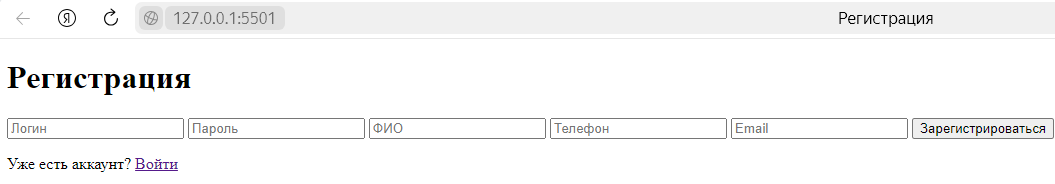 Я 127.0.0.1:5501 Регистрация
Регистрация
Логин Пароль ФИО Телефон Email Зарегистрироваться
Уже есть аккаунт? Войти